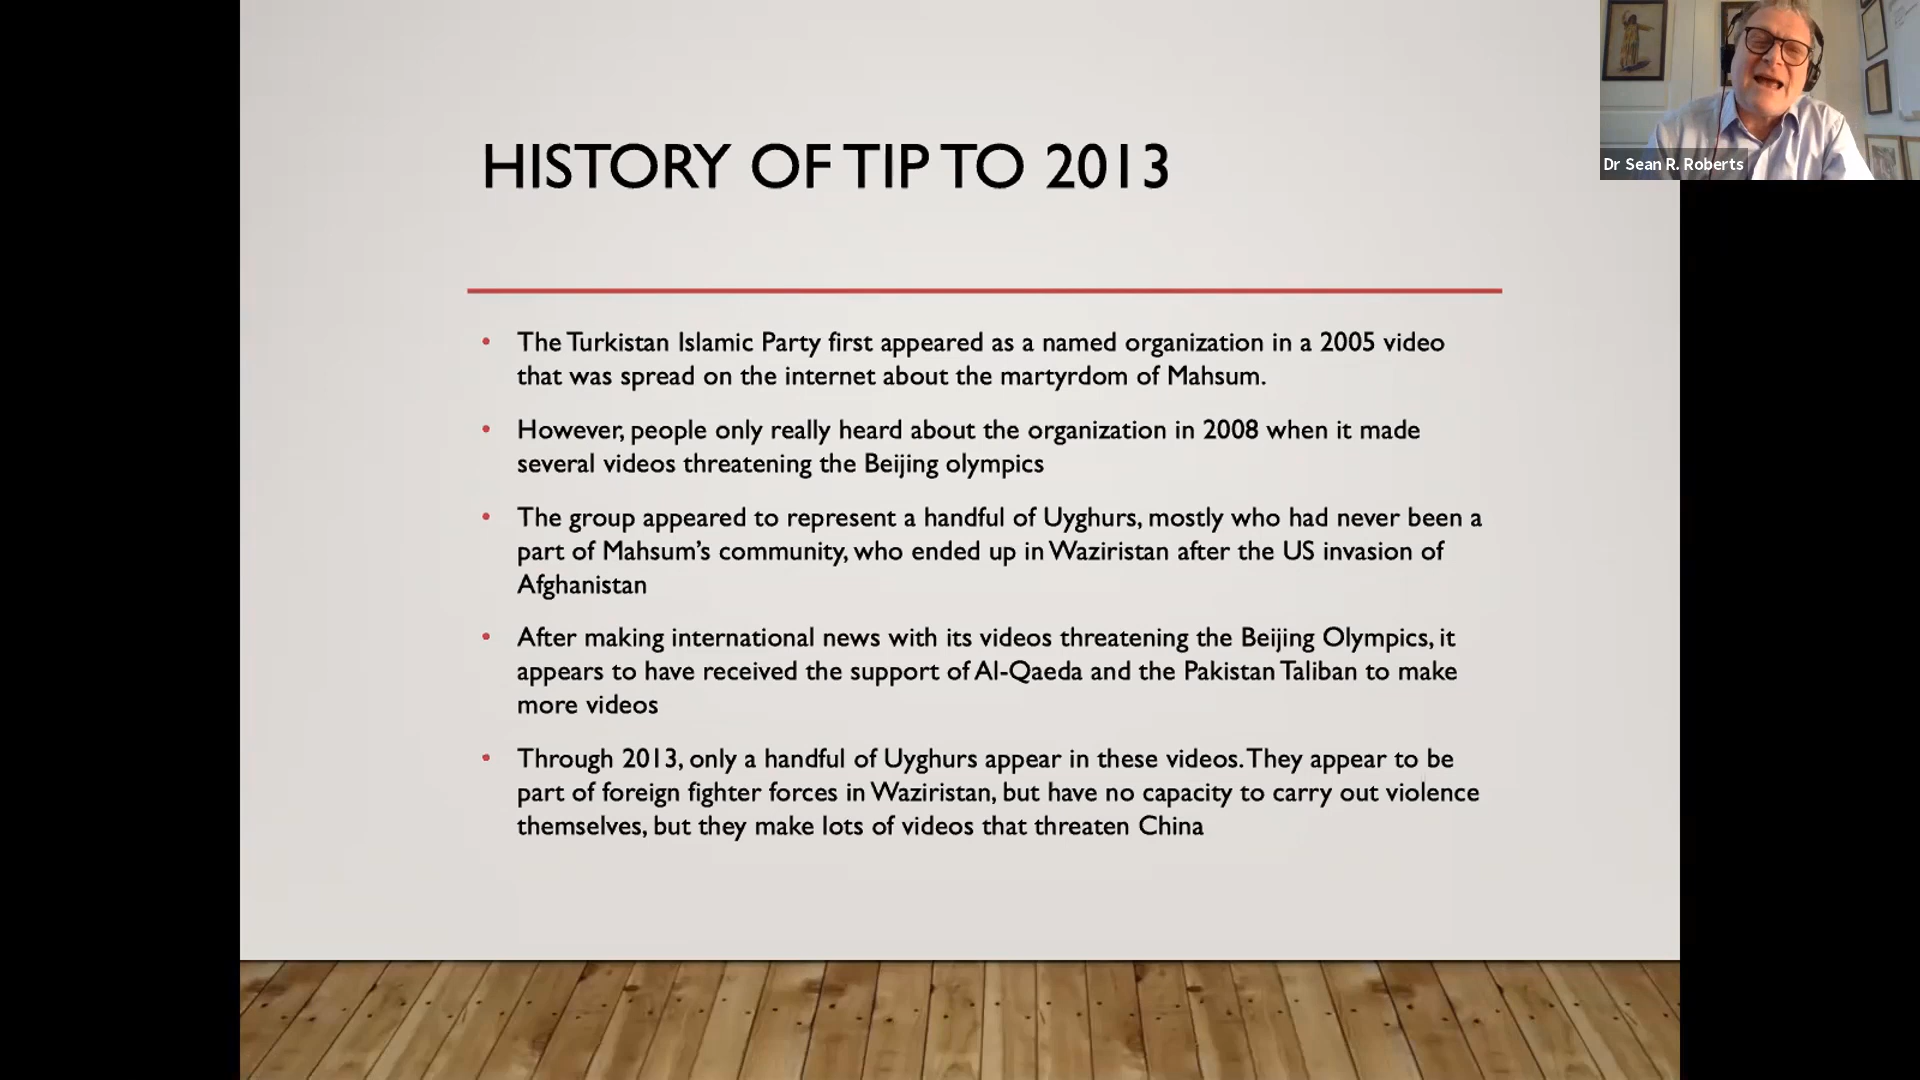 Dr Sean R. Roberts
HISTORY OF TIP TO 2013
• The Turkistan Islamic Party first appeared as a named organization in a 2005 video
that was spread on the internet about the martyrdom of Mahsum.
• However, people only really heard about the organization in 2008 when it made
several videos threatening the Beijing olympics
• The group appeared to represent a handful of Uyghurs, mostly who had never been a
part of Mahsum’s community, who ended up in Waziristan after the US invasion of
Afghanistan
• After making international news with its videos threatening the Beijing Olympics, it
appears to have received the support of Al-Qaeda and the Pakistan Taliban to make
more videos
• Through 2013, only a handful of Uyghurs appear in these videos. They appear to be
part of foreign fighter forces in Waziristan, but have no capacity to carry out violence
themselves, but they make lots of videos that threaten China